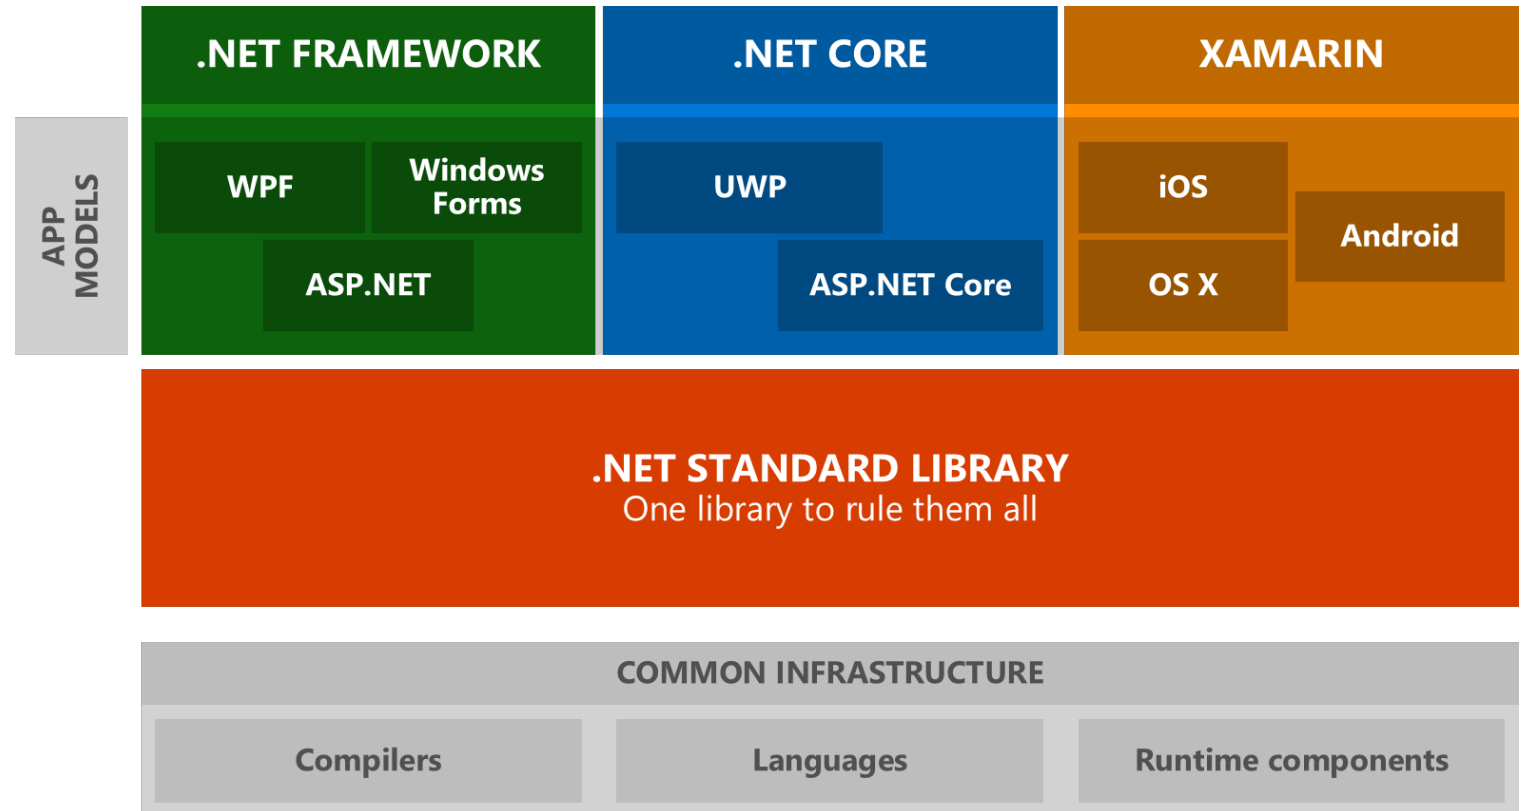 .NET FRAMEWORK
.NET CORE
XAMARIN
APP
MODELS
WPF
Windows
Forms
ASP.NET
UWP
ASP.NET Core
iOS
Android
OS X
.NET STANDARD LIBRARY
One library to rule them all
COMMON INFRASTRUCTURE
Compilers
Languages
Runtime components